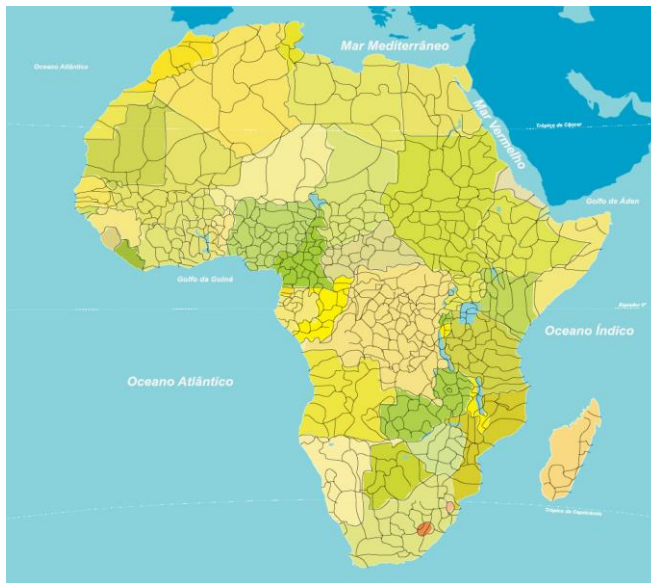 Mar Mediterrâneo
Oceano Atlântico
Mar Vermelho
Trópico de Câncer
Golfo de Áden
Golfo da Guiné
Equador 0°
Oceano Índico
Oceano Atlântico
Trópico de Capricórnio